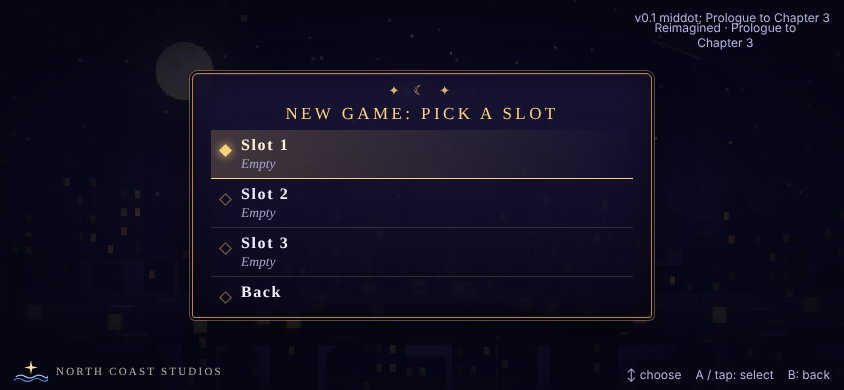 v0.1 middot; Prologue to Chapter 3
Reimagined · Prologue to
Chapter 3
NEW GAME: PICK A SLOT
Slot 1
Empty
Slot 2
Empty
Slot 3
Empty
Back
NORTH COAST STUDIOS
↕ choose A / tap: select B: back